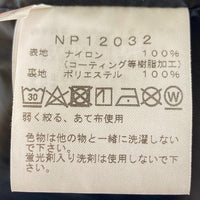 NP12032
表地 ナイロン 100%
(コーティング等樹脂加工)
裏地 ポリエステル 100%
30 W
弱く絞る、あて布使用
色物は他の物と一緒に洗濯しない
で下さい。
蛍光剤入り洗剤は使用しないで下
さい。